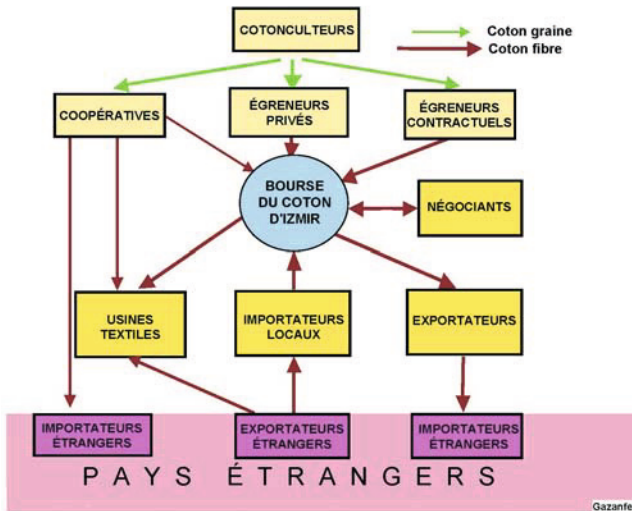 COTONCULTEURS
Coton graine
Coton fibre
COOPÉRATIVES
ÉGRENEURS
PRIVÉS
ÉGRENEURS
CONTRACTUELS
BOURSE
DU COTON
D'IZMIR
NÉGOCIANTS
USINES
TEXTILES
IMPORTATEURS
LOCAUX
EXPORTATEURS
IMPORTATEURS
ÉTRANGERS
EXPORTATEURS
ÉTRANGERS
IMPORTATEURS
ÉTRANGERS
PAYS ÉTRANGERS
Gazanfe